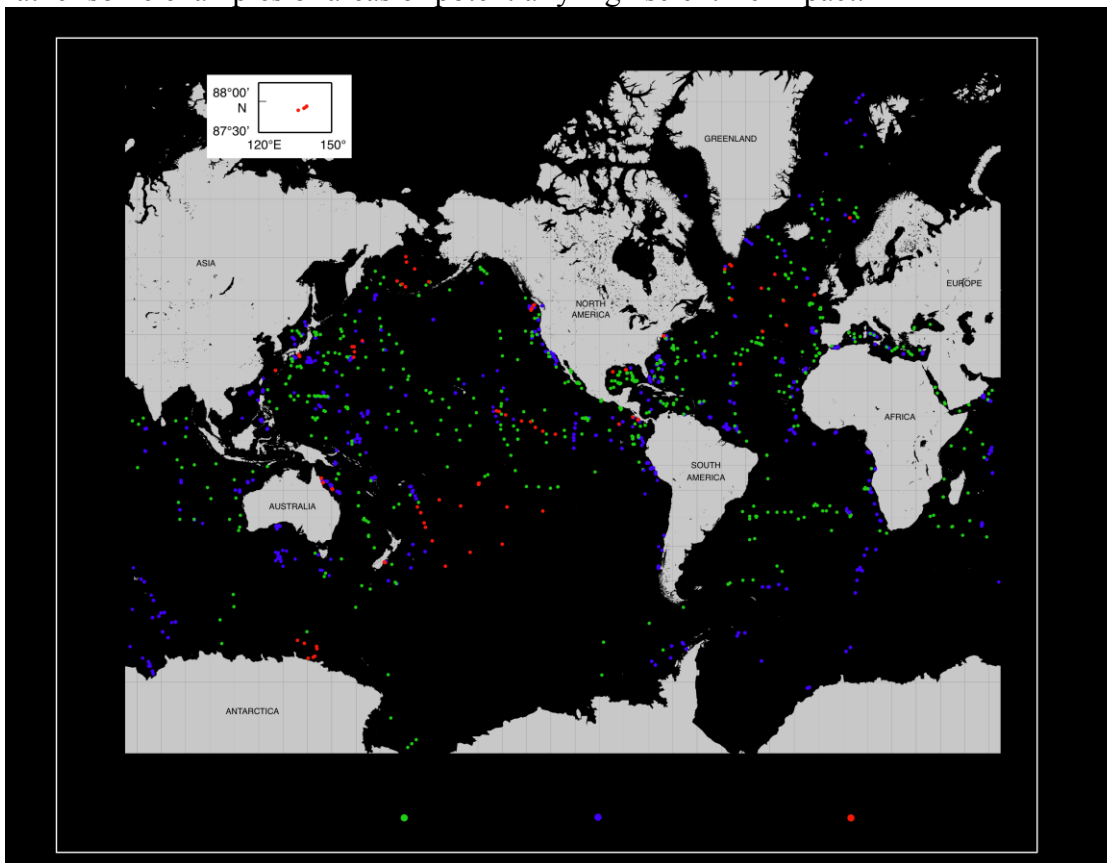 88°00'
N
87°30'
120°E 150°
GREENLAND
ASIA
EUROPE
NORTH
AMERICA
AFRICA
SOUTH
AMERICA
AUSTRALIA
ANTARCTICA